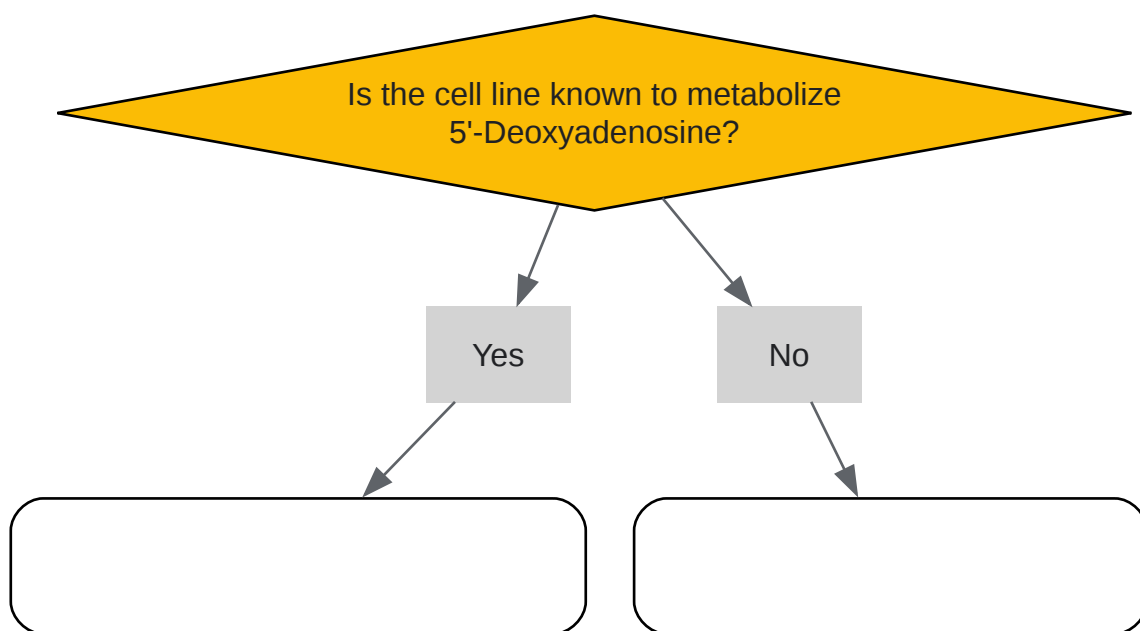 Is the cell line known to metabolize
5'-Deoxyadenosine?
Yes
No